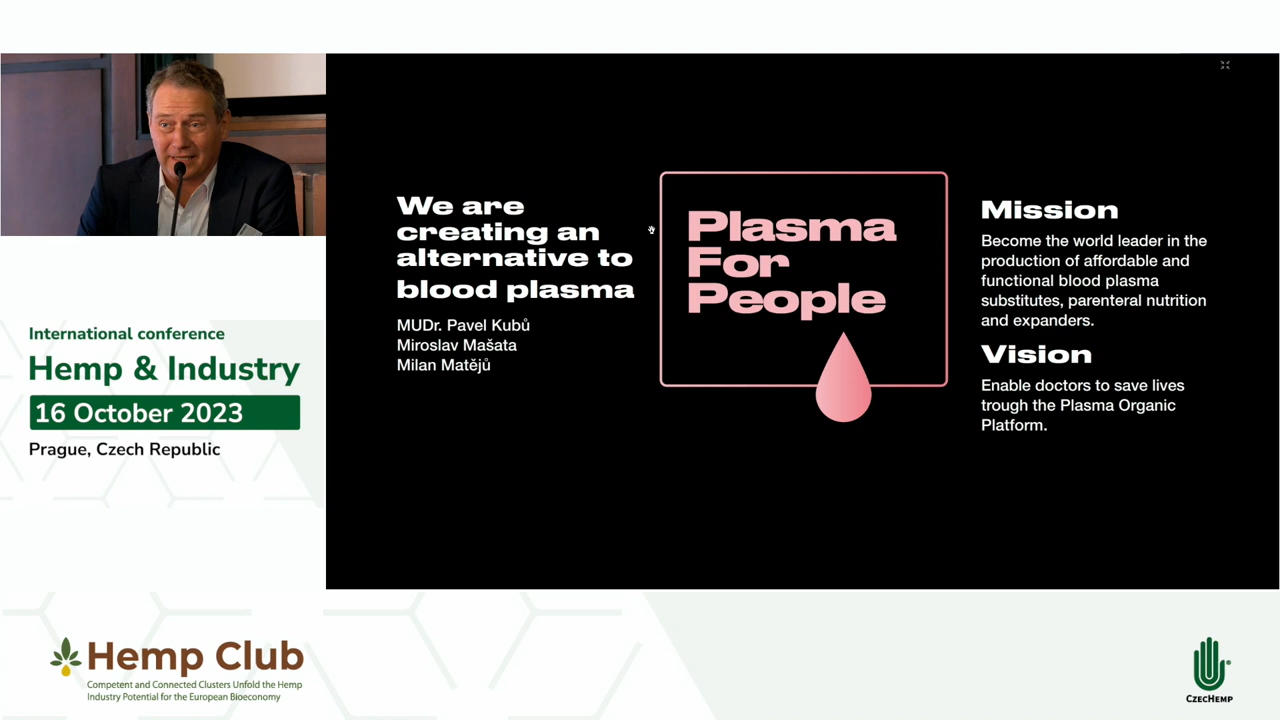 International conference
Hemp & Industry
16 October 2023
Prague, Czech Republic
We are
creating an
alternative to
blood plasma
MUDr. Pavel Kubů
Miroslav Mašata
Milan Matějů
Plasma
For
People
Mission
Become the world leader in the
production of affordable and
functional blood plasma
substitutes, parenteral nutrition
and expanders.
Vision
Enable doctors to save lives
trough the Plasma Organic
Platform.
Hemp Club
Competent and Connected Clusters Unfold the Hemp
Industry Potential for the European Bioeconomy
CzecHemp